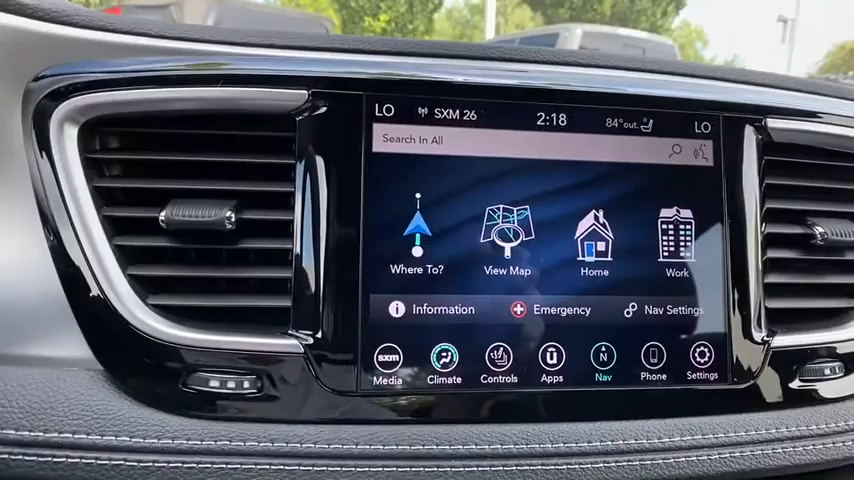 LO SXM 26 2:18 84°out. LO
Search In All
Where To? View Map Home Work
Information Emergency Nav Settings
sxm U N
Media Climate Controls Apps Nav Phone Settings